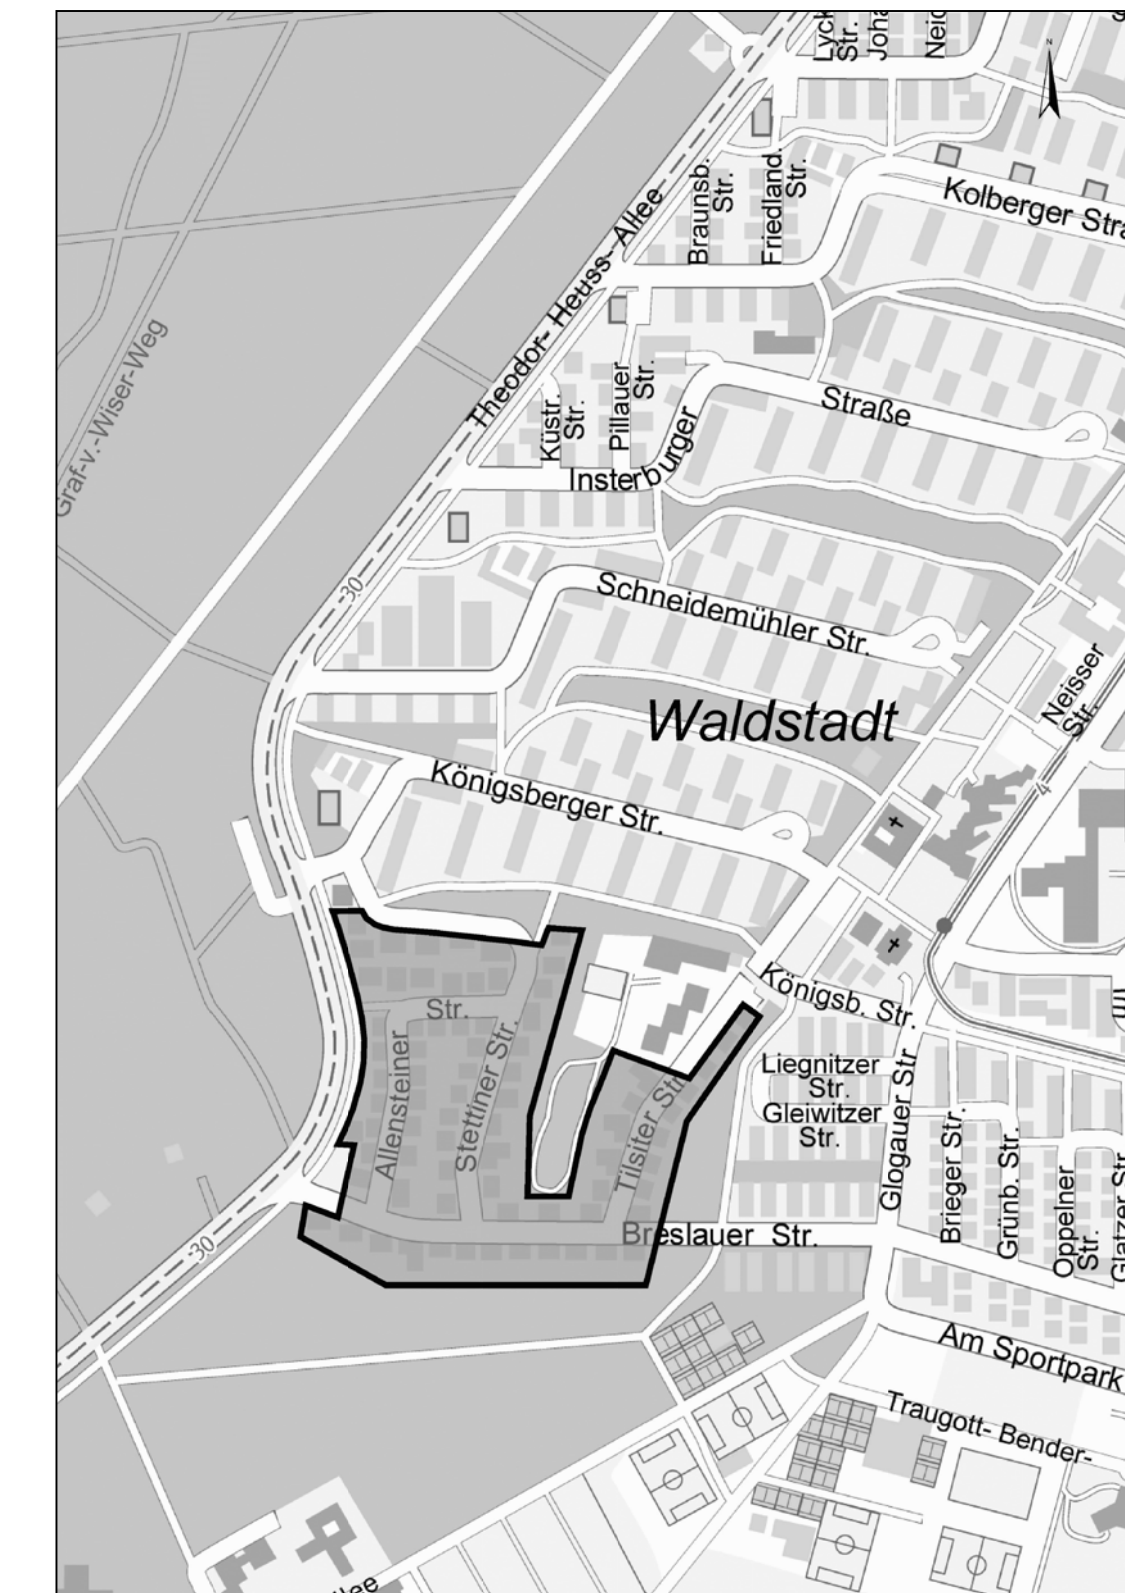 Lyck
Str.
Joha
Neid
N
Braunsb.
Str.
Friedland.
Str.
Kolberger Stra
Theodor- Heuss- Allee
Graf-v.-Wiser-Weg
Küstr.
Str.
Pillauer
Str.
Straße
Insterburger
30
Schneidemühler Str.
Neisser
Str.
Waldstadt
4
Königsberger Str.
Königsb. Str.
Str.
Allensteiner
Stettiner Str.
Tilsiter Str.
Liegnitzer
Str.
Gleiwitzer
Str.
Glogauer Str.
Brieger Str.
Grünb. Str.
Oppelner
Str.
Glatzer Str.
Breslauer Str.
30
Am Sportpark
Traugott- Bender-
llee